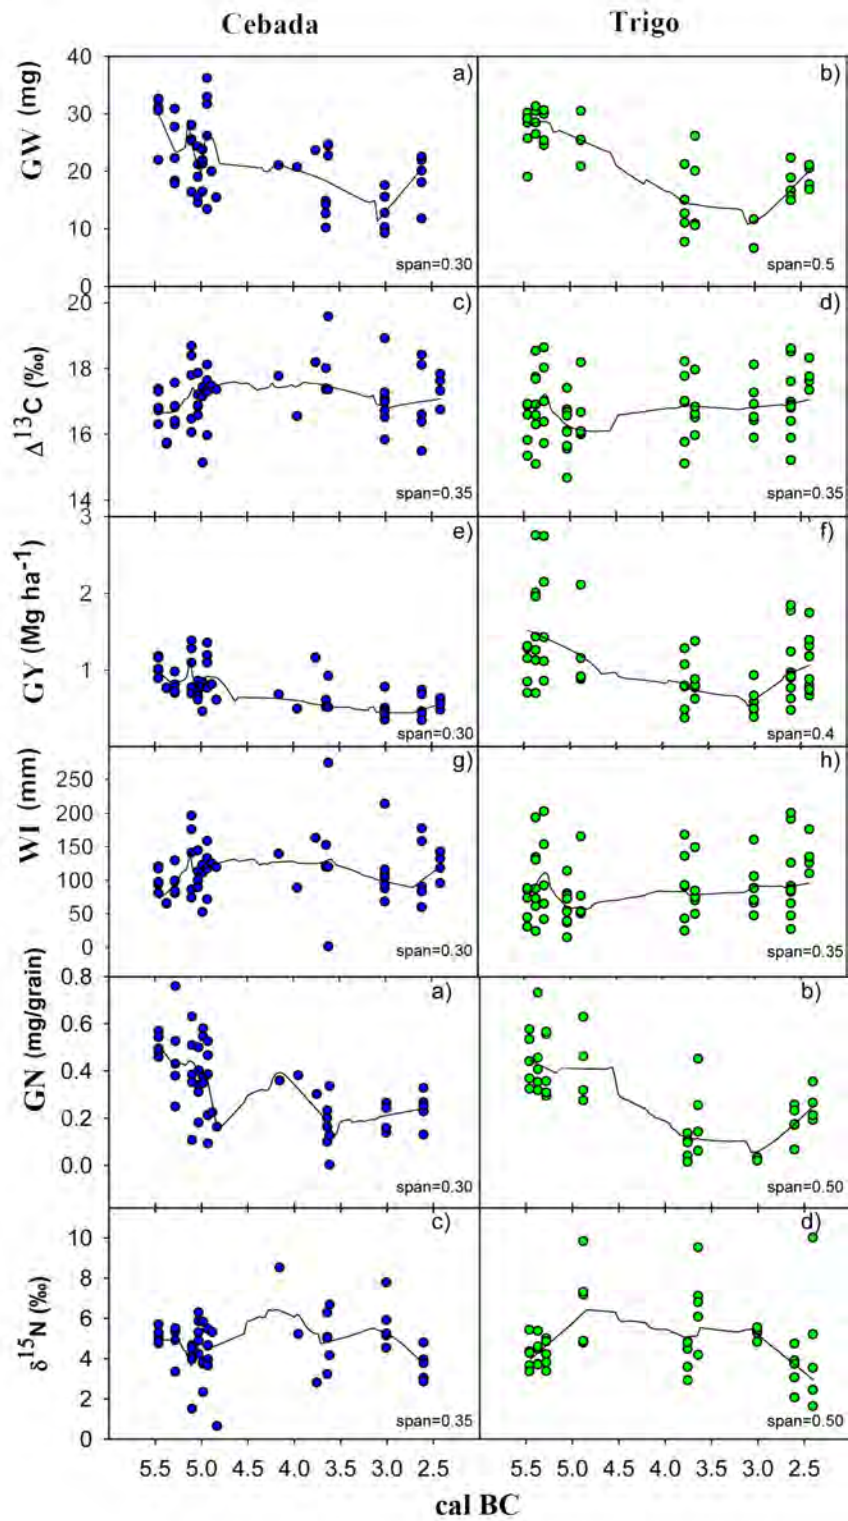 Cebada Trigo
GW (mg)
40
30
20
10
0
a)
span=0.30
b)
span=0.5
Δ13C (‰)
20
18
16
14
c)
span=0.35
d)
span=0.35
GY (Mg ha-1)
3
2
1
e)
span=0.30
f)
span=0.4
WI (mm)
250
200
150
100
50
0
g)
span=0.30
h)
span=0.35
GN (mg/grain)
0.8
0.6
0.4
0.2
0.0
a)
span=0.30
b)
span=0.50
δ15N (‰)
10
8
6
4
2
0
c)
span=0.35
d)
span=0.50
5.5 5.0 4.5 4.0 3.5 3.0 2.5 5.5 5.0 4.5 4.0 3.5 3.0 2.5
cal BC